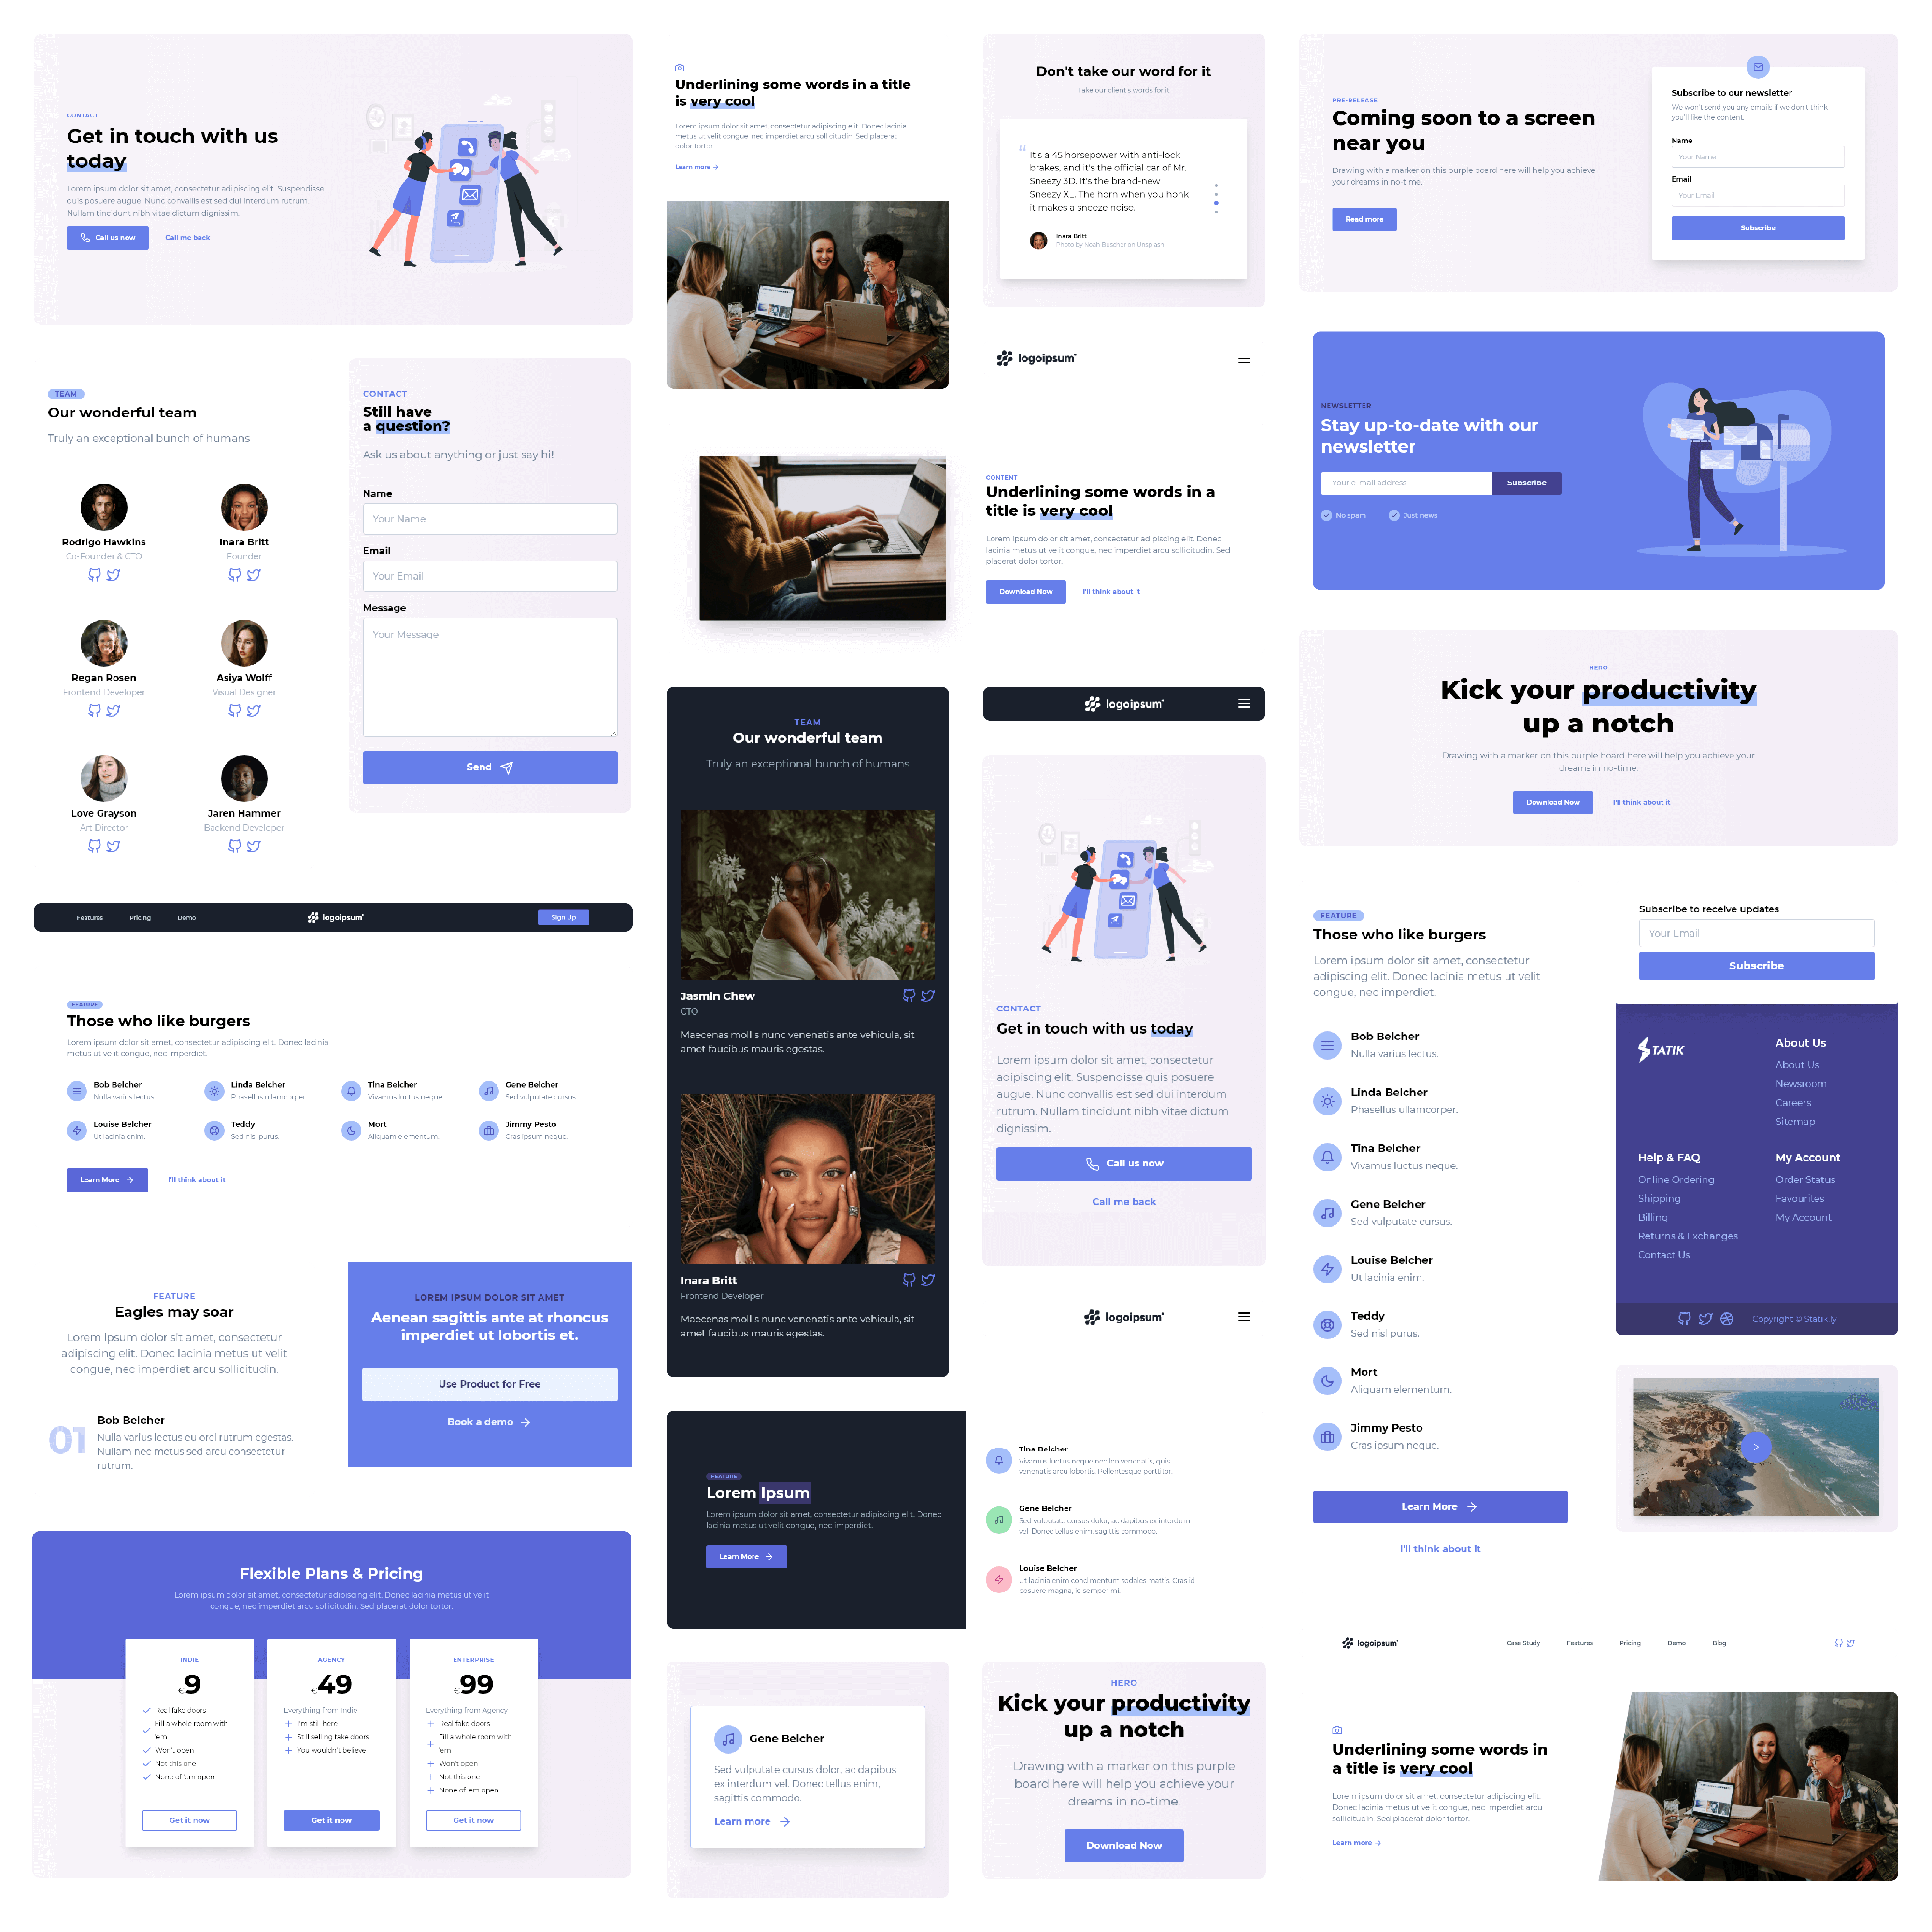 CONTACT
Get in touch with us
today
Lorem ipsum dolor sit amet, consectetur adipiscing elit. Suspendisse
quis posuere augue. Nunc convallis est sed dui interdum rutrum.
Nullam tincidunt nibh vitae dictum dignissim.
Call us now
Call me back
TEAM
Our wonderful team
Truly an exceptional bunch of humans
Rodrigo Hawkins
Co-Founder & CTO
Inara Britt
Founder
Regan Rosen
Frontend Developer
Asiya Wolff
Visual Designer
Love Grayson
Art Director
Jaren Hammer
Backend Developer
CONTACT
Still have
a question?
Ask us about anything or just say hi!
Name
Your Name
Email
Your Email
Message
Your Message
Send
Features
Pricing
Demo
logoipsum
Sign Up
FEATURE
Those who like burgers
Lorem ipsum dolor sit amet, consectetur adipiscing elit. Donec lacinia
metus ut velit congue, nec imperdiet.
Bob Belcher
Nulla varius lectus.
Linda Belcher
Phasellus ullamcorper.
Tina Belcher
Vivamus luctus neque.
Gene Belcher
Sed vulputate cursus.
Louise Belcher
Ut lacinia enim.
Teddy
Sed nisl purus.
Mort
Aliquam elementum.
Jimmy Pesto
Cras ipsum neque.
Learn More
I'll think about it
FEATURE
Eagles may soar
Lorem ipsum dolor sit amet, consectetur
adipiscing elit. Donec lacinia metus ut velit
congue, nec imperdiet arcu sollicitudin.
01
Bob Belcher
Nulla varius lectus eu orci rutrum egestas.
Nullam nec metus sed arcu consectetur
rutrum.
LOREM IPSUM DOLOR SIT AMET
Aenean sagittis ante at rhoncus
imperdiet ut lobortis et.
Use Product for Free
Book a demo
Flexible Plans & Pricing
Lorem ipsum dolor sit amet, consectetur adipiscing elit. Donec lacinia metus ut velit
congue, nec imperdiet arcu sollicitudin. Sed placerat dolor tortor.
INDIE
€9
Real fake doors
Fill a whole room with
'em
Won't open
Not this one
None of 'em open
Get it now
AGENCY
€49
Everything from Indie
I'm still here
Still selling fake doors
You wouldn't believe
Get it now
ENTERPRISE
€99
Everything from Agency
Real fake doors
Fill a whole room with
'em
Won't open
Not this one
None of 'em open
Get it now
Underlining some words in a title
is very cool
Lorem ipsum dolor sit amet, consectetur adipiscing elit. Donec lacinia
metus ut velit congue, nec imperdiet arcu sollicitudin. Sed placerat
dolor tortor.
Learn more
Don't take our word for it
Take our client's words for it
“
It's a 45 horsepower with anti-lock
brakes, and it's the official car of Mr.
Sneezy 3D. It's the brand-new
Sneezy XL. The horn when you honk
it makes a sneeze noise.
Inara Britt
Photo by Noah Buscher on Unsplash
logoipsum
CONTENT
Underlining some words in a
title is very cool
Lorem ipsum dolor sit amet, consectetur adipiscing elit. Donec
lacinia metus ut velit congue, nec imperdiet arcu sollicitudin. Sed
placerat dolor tortor.
Download Now
I'll think about it
TEAM
Our wonderful team
Truly an exceptional bunch of humans
Jasmin Chew
CTO
Maecenas mollis nunc venenatis ante vehicula, sit
amet faucibus mauris egestas.
Inara Britt
Frontend Developer
Maecenas mollis nunc venenatis ante vehicula, sit
amet faucibus mauris egestas.
logoipsum
CONTACT
Get in touch with us today
Lorem ipsum dolor sit amet, consectetur
adipiscing elit. Suspendisse quis posuere
augue. Nunc convallis est sed dui interdum
rutrum. Nullam tincidunt nibh vitae dictum
dignissim.
Call us now
Call me back
logoipsum
FEATURE
Lorem Ipsum
Lorem ipsum dolor sit amet, consectetur adipiscing elit. Donec
lacinia metus ut velit congue, nec imperdiet.
Learn More
Tina Belcher
Vivamus luctus neque nec leo venenatis, quis
venenatis arcu lobortis. Pellentesque porttitor.
Gene Belcher
Sed vulputate cursus dolor, ac dapibus ex interdum
vel. Donec tellus enim, sagittis commodo.
Louise Belcher
Ut lacinia enim condimentum sodales mattis. Cras id
posuere magna, id semper mi.
Gene Belcher
Sed vulputate cursus dolor, ac dapibus
ex interdum vel. Donec tellus enim,
sagittis commodo.
Learn more
HERO
Kick your productivity
up a notch
Drawing with a marker on this purple
board here will help you achieve your
dreams in no-time.
Download Now
PRE-RELEASE
Coming soon to a screen
near you
Drawing with a marker on this purple board here will help you achieve
your dreams in no-time.
Read more
Subscribe to our newsletter
We won't send you any emails if we don't think
you'll like the content.
Name
Your Name
Email
Your Email
Subscribe
NEWSLETTER
Stay up-to-date with our
newsletter
Your e-mail address
Subscribe
No spam
Just news
HERO
Kick your productivity
up a notch
Drawing with a marker on this purple board here will help you achieve your
dreams in no-time.
Download Now
I'll think about it
FEATURE
Those who like burgers
Lorem ipsum dolor sit amet, consectetur
adipiscing elit. Donec lacinia metus ut velit
congue, nec imperdiet.
Bob Belcher
Nulla varius lectus.
Linda Belcher
Phasellus ullamcorper.
Tina Belcher
Vivamus luctus neque.
Gene Belcher
Sed vulputate cursus.
Louise Belcher
Ut lacinia enim.
Teddy
Sed nisl purus.
Mort
Aliquam elementum.
Jimmy Pesto
Cras ipsum neque.
Learn More
I'll think about it
Subscribe to receive updates
Your Email
Subscribe
STATIK
About Us
About Us
Newsroom
Careers
Sitemap
Help & FAQ
Online Ordering
Shipping
Billing
Returns & Exchanges
Contact Us
My Account
Order Status
Favourites
My Account
Copyright © Statik.ly
logoipsum
Case Study
Features
Pricing
Demo
Blog
Underlining some words in
a title is very cool
Lorem ipsum dolor sit amet, consectetur adipiscing elit.
Donec lacinia metus ut velit congue, nec imperdiet arcu
sollicitudin. Sed placerat dolor tortor.
Learn more